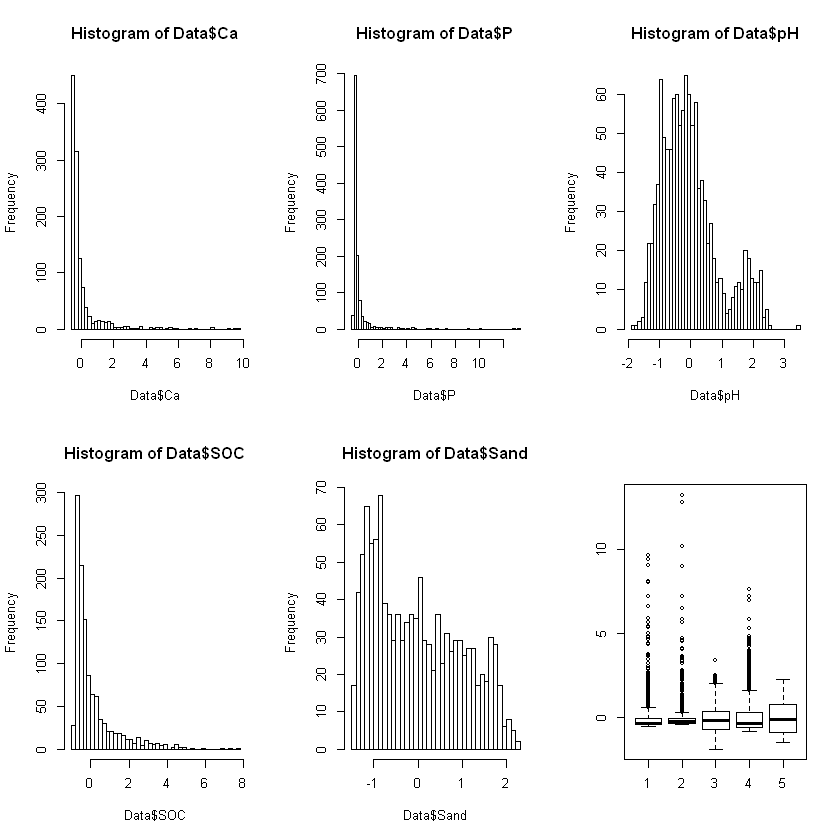 Histogram of Data$Ca
Frequency
0 100 200 300 400
0 2 4 6 8 10
Data$Ca
Histogram of Data$P
Frequency
0 100 200 300 400 500 600 700
0 2 4 6 8 10
Data$P
Histogram of Data$pH
Frequency
0 10 20 30 40 50 60
-2 -1 0 1 2 3
Data$pH
Histogram of Data$SOC
Frequency
0 50 100 150 200 250 300
0 2 4 6 8
Data$SOC
Histogram of Data$Sand
Frequency
0 10 20 30 40 50 60 70
-1 0 1 2
Data$Sand
0 5 10
1 2 3 4 5